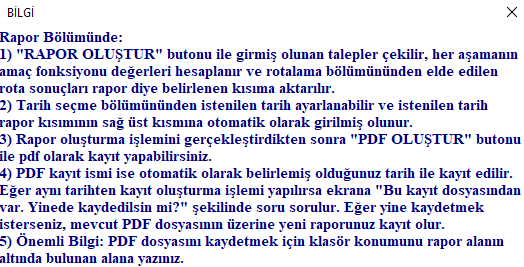 BİLGİ
Rapor Bölümünde:
1) "RAPOR OLUŞTUR" butonu ile girmiş olunan talepler çekilir, her aşamanın
amaç fonksiyonu değerleri hesaplanır ve rotalama bölümününden elde edilen
rota sonuçları rapor diye belirlenen kısıma aktarılır.
2) Tarih seçme bölümününden istenilen tarih ayarlanabilir ve istenilen tarih
rapor kısımının sağ üst kısmına otomatik olarak girilmiş olunur.
3) Rapor oluşturma işlemini gerçekleştirdikten sonra "PDF OLUŞTUR" butonu
ile pdf olarak kayıt yapabilirsiniz.
4) PDF kayıt ismi ise otomatik olarak belirlemiş olduğunuz tarih ile kayıt edilir.
Eğer aynı tarihten kayıt oluşturma işlemi yapılırsa ekrana "Bu kayıt dosyasından
var. Yinede kaydedilsin mi?" şekilinde soru sorulur. Eğer yine kaydetmek
isterseniz, mevcut PDF dosyasının üzerine yeni raporunuz kayıt olur.
5) Önemli Bilgi: PDF dosyasını kaydetmek için klasör konumunu rapor alanın
altında bulunan alana yazınız.